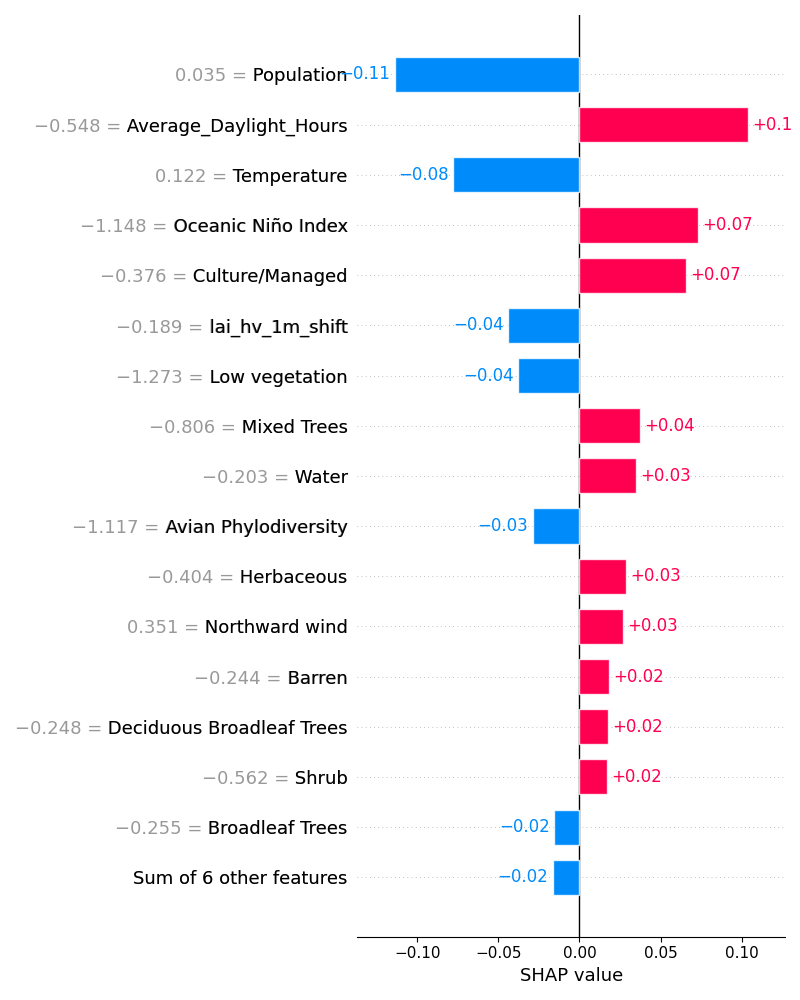 0.035 = Population −0.11
−0.548 = Average_Daylight_Hours +0.1
0.122 = Temperature −0.08
−1.148 = Oceanic Niño Index +0.07
−0.376 = Culture/Managed +0.07
−0.189 = lai_hv_1m_shift −0.04
−1.273 = Low vegetation −0.04
−0.806 = Mixed Trees +0.04
−0.203 = Water +0.03
−1.117 = Avian Phylodiversity −0.03
−0.404 = Herbaceous +0.03
0.351 = Northward wind +0.03
−0.244 = Barren +0.02
−0.248 = Deciduous Broadleaf Trees +0.02
−0.562 = Shrub +0.02
−0.255 = Broadleaf Trees −0.02
Sum of 6 other features −0.02
−0.10 −0.05 0.00 0.05 0.10
SHAP value